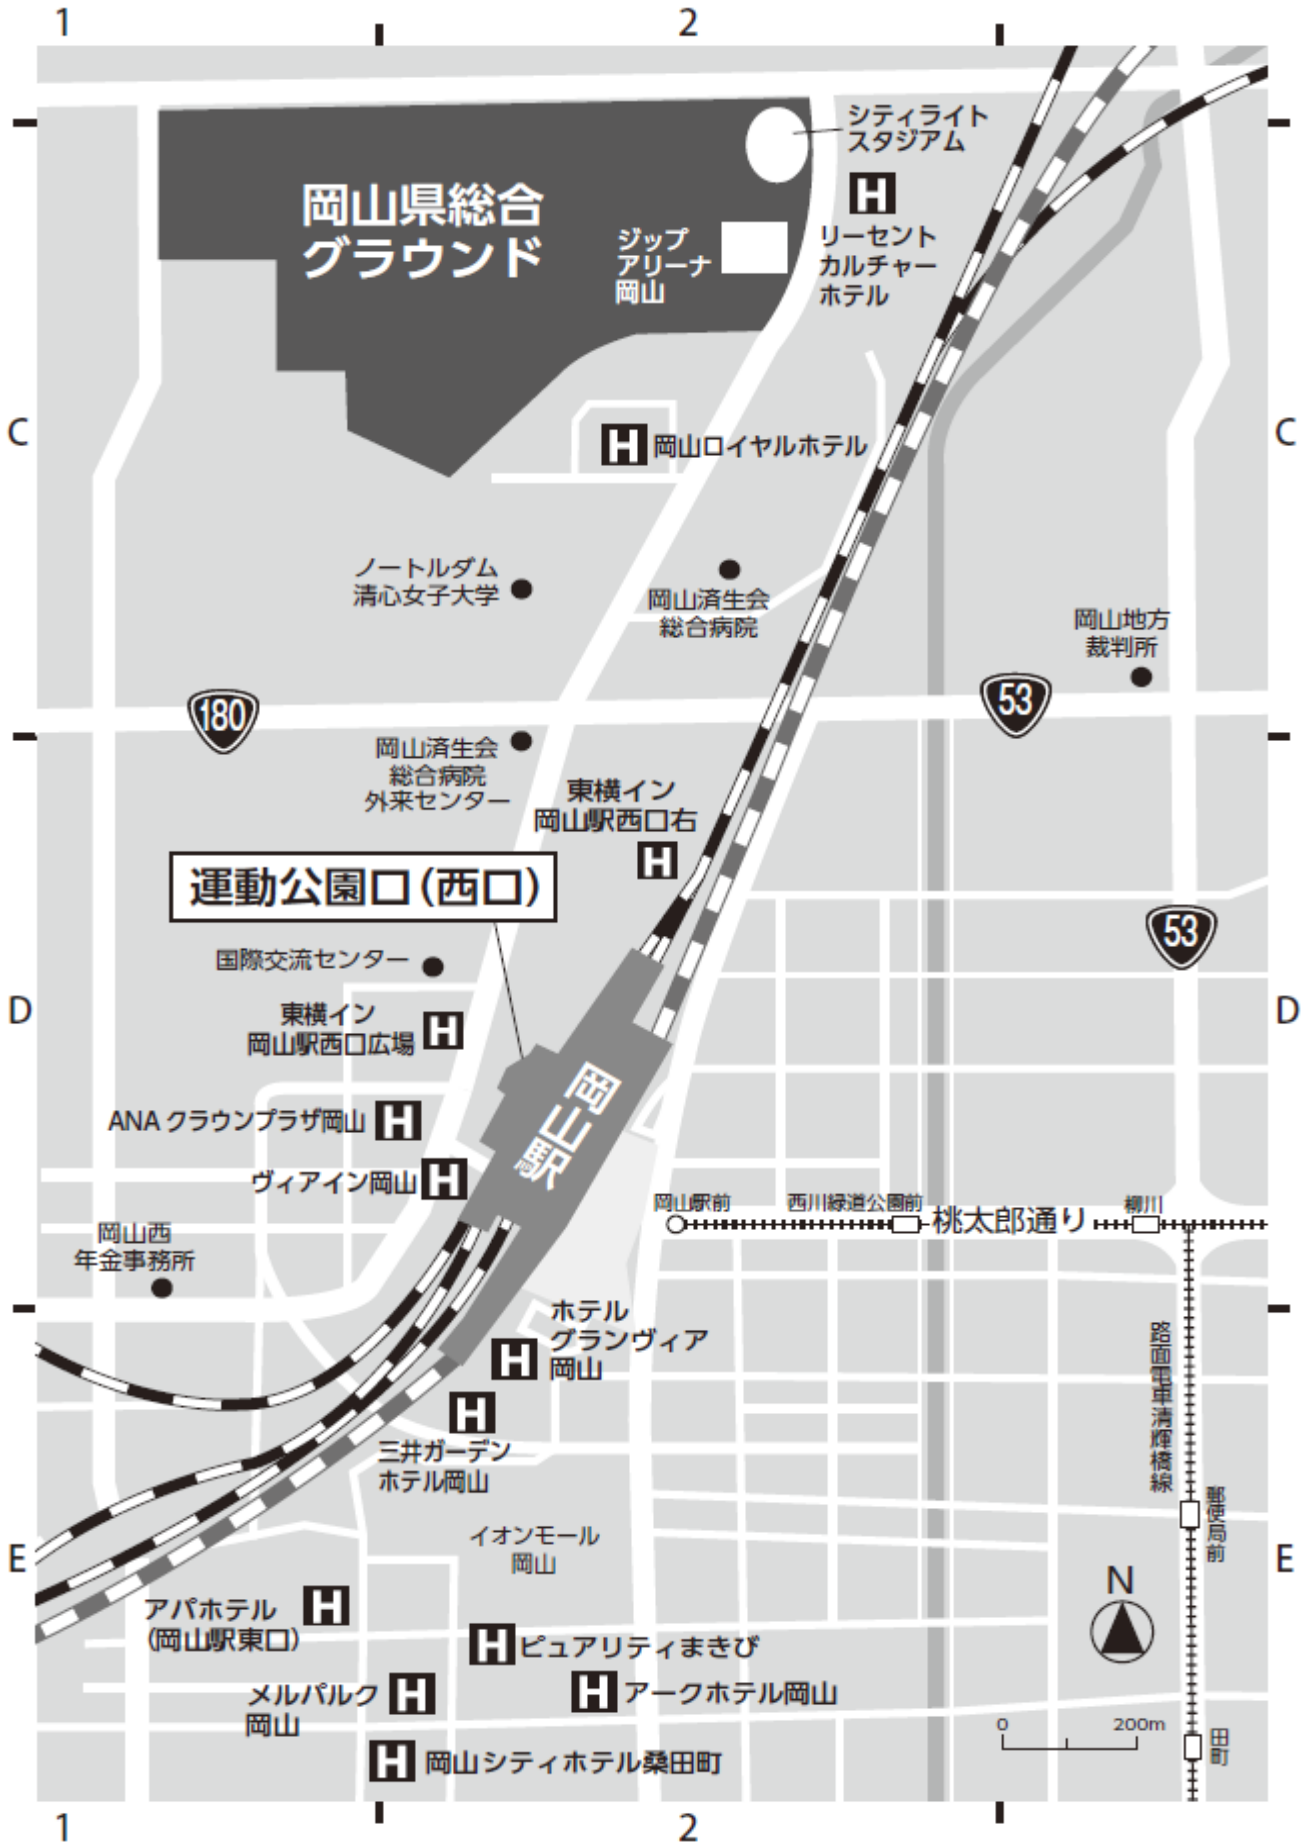 1
2
シティライト
スタジアム
岡山県総合
グラウンド
ジップ
アリーナ
岡山
H
リーセント
カルチャー
ホテル
C
C
H
岡山ロイヤルホテル
ノートルダム
清心女子大学
岡山済生会
総合病院
岡山地方
裁判所
180
53
岡山済生会
総合病院
外来センター
東横イン
岡山駅西口右
H
運動公園口(西口)
53
国際交流センター
D
D
東横イン
岡山駅西口広場
H
岡山駅
ANAクラウンプラザ岡山
H
ヴィアイン岡山
H
岡山駅前
西川緑道公園前
桃太郎通り
柳川
岡山西
年金事務所
ホテル
グランヴィア
岡山
H
路面電車清輝橋線
H
三井ガーデン
ホテル岡山
郵便局前
イオンモール
岡山
E
E
N
アパホテル
(岡山駅東口)
H
H
ピュアリティまきび
メルパルク
岡山
H
H
アークホテル岡山
0
200m
田町
H
岡山シティホテル桑田町
1
2